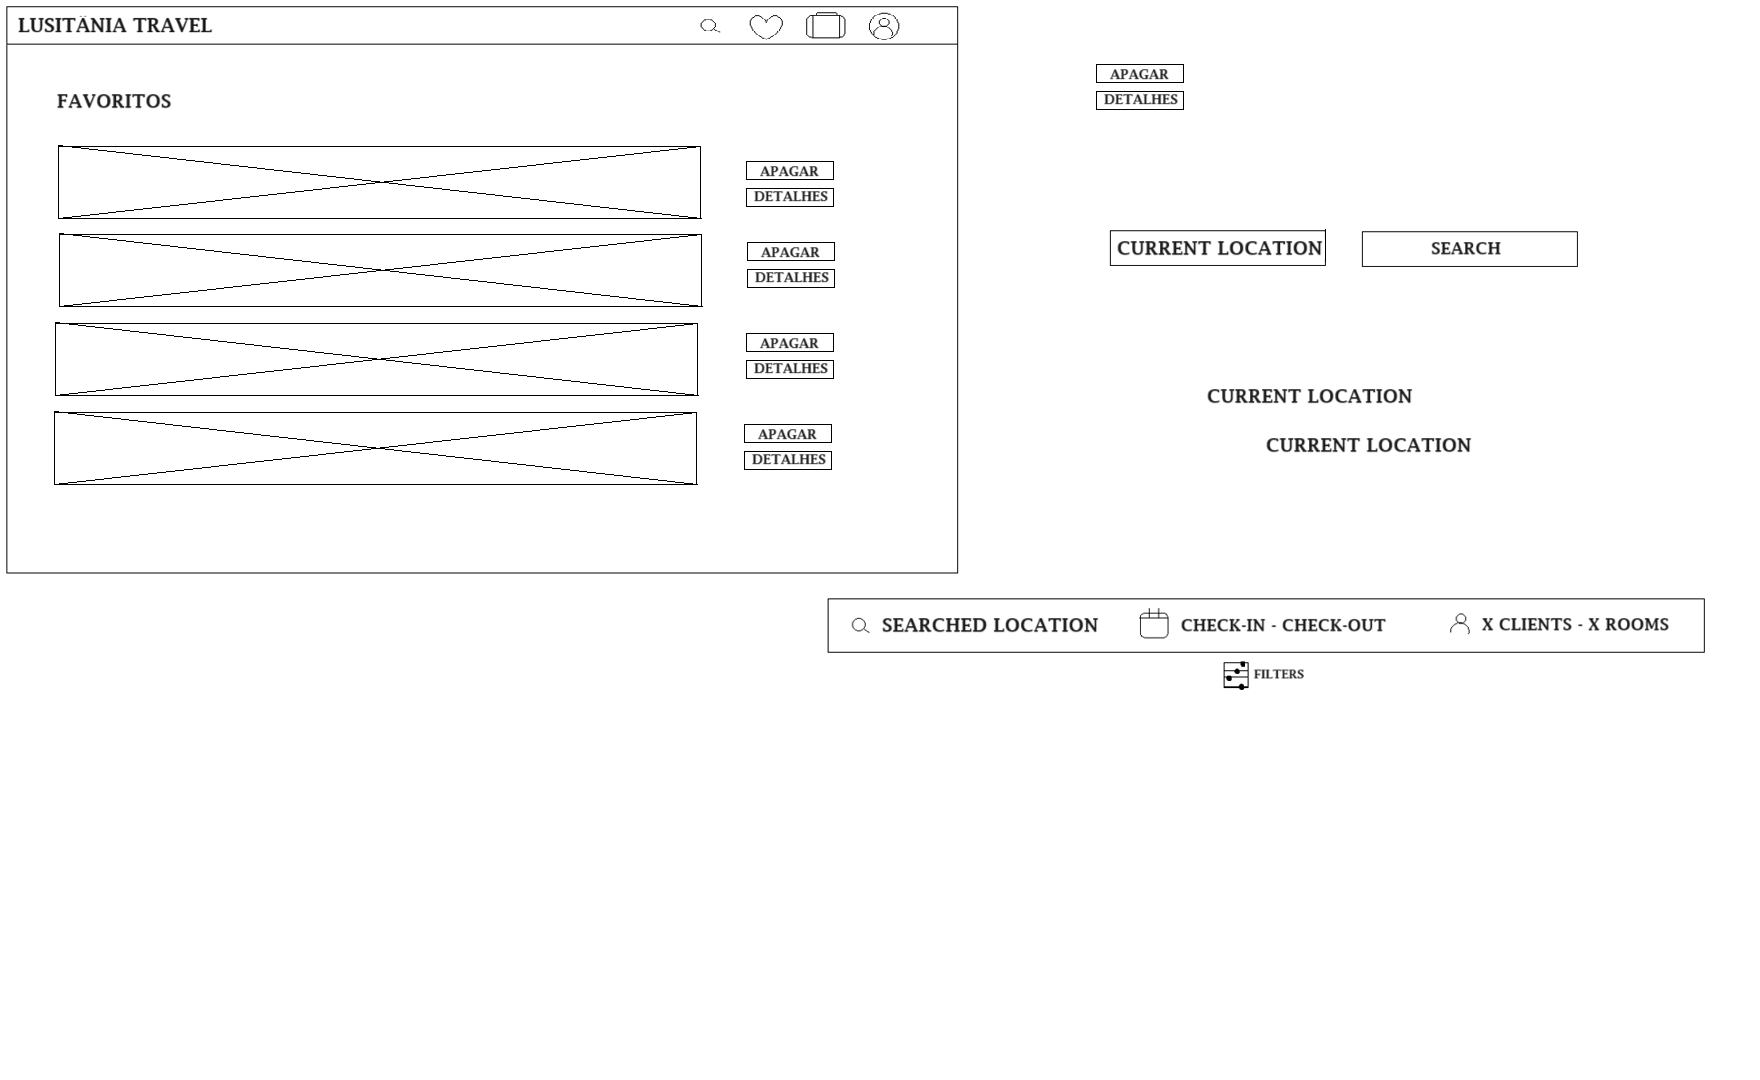 LUSITÂNIA TRAVEL
FAVORITOS
APAGAR
DETALHES
APAGAR
DETALHES
APAGAR
DETALHES
APAGAR
DETALHES
APAGAR
DETALHES
CURRENT LOCATION
SEARCH
CURRENT LOCATION
CURRENT LOCATION
SEARCHED LOCATION
CHECK-IN - CHECK-OUT
X CLIENTS - X ROOMS
FILTERS